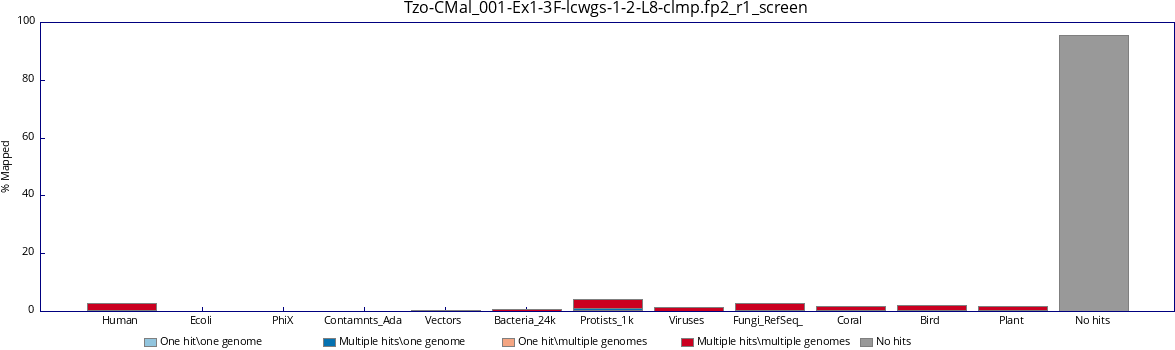 Tzo-CMal_001-Ex1-3F-lcwgs-1-2-L8-clmp.fp2_r1_screen
100
80
60
40
20
0
% Mapped
Human Ecoli PhiX Contamnts_Ada Vectors Bacteria_24k Protists_1k Viruses Fungi_RefSeq_ Coral Bird Plant No hits
One hit\one genome Multiple hits\one genome One hit\multiple genomes Multiple hits\multiple genomes No hits